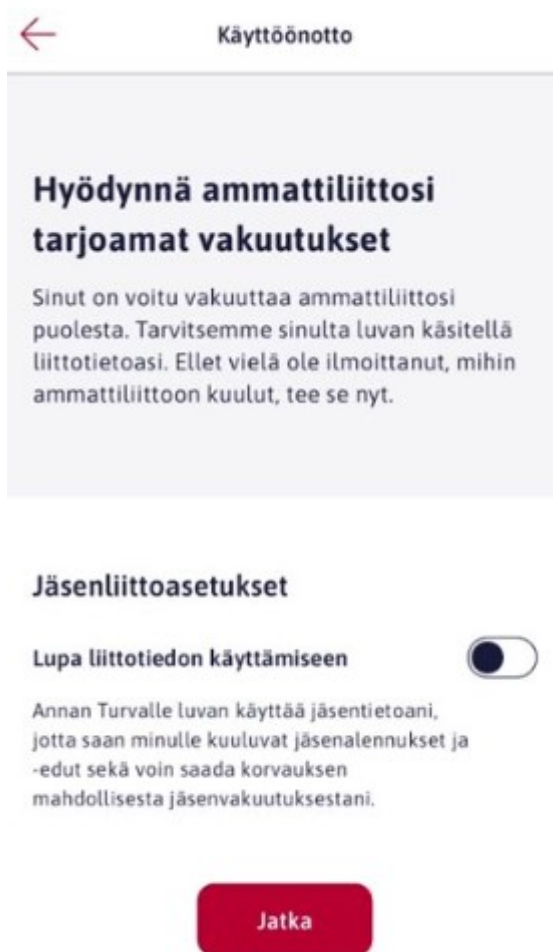 Käyttöönotto
Hyödynnä ammattiliittosi
tarjoamat vakuutukset
Sinut on voitu vakuuttaa ammattiliittosi
puolesta. Tarvitsemme sinulta luvan käsitellä
liittotietoasi. Ellet vielä ole ilmoittanut, mihin
ammattiliittoon kuulut, tee se nyt.
Jäsenliittoasetukset
Lupa liittotiedon käyttämiseen
Annan Turvalle luvan käyttää jäsentietoani,
jotta saan minulle kuuluvat jäsenalennukset ja
-edut sekä voin saada korvauksen
mahdollisesta jäsenvakuutuksestani.
Jatka